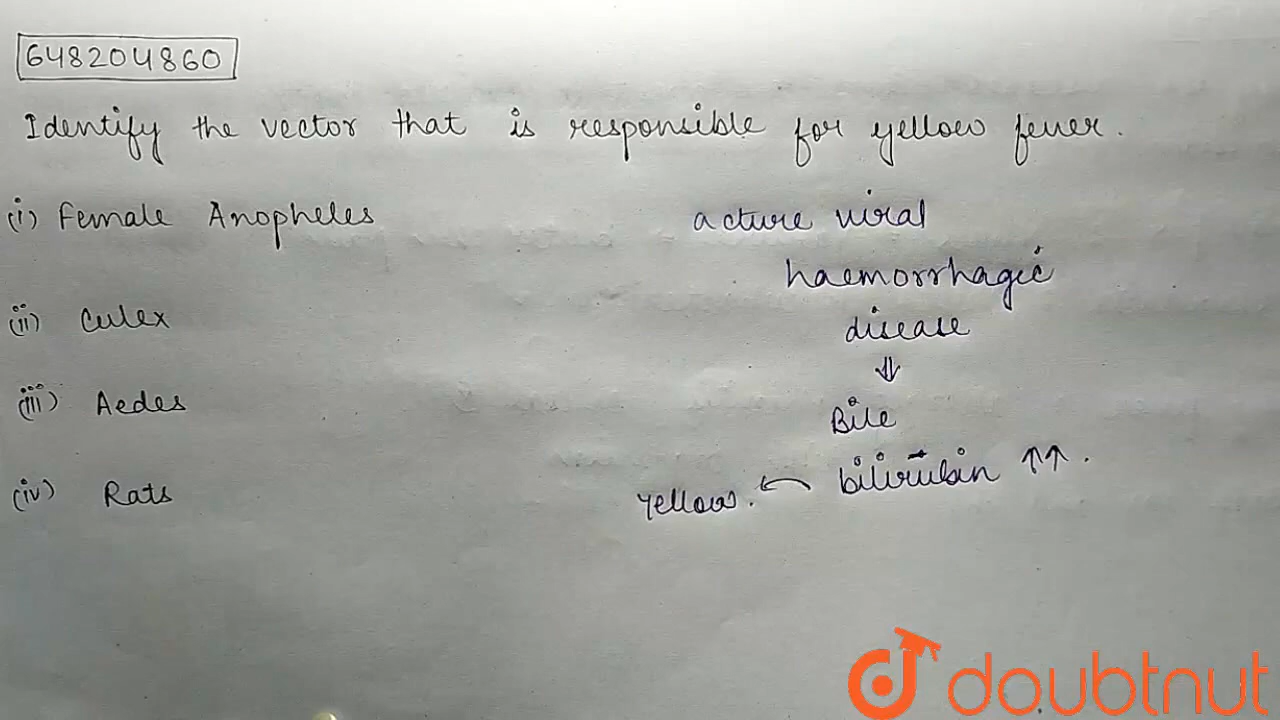 648204860
Identify the vector that is responsible for yellow fever.
(i) Female Anopheles
acture viral
haemorrhagic
(ii) Culex
disease
⇓
(iii) Aedes
Bile
bilirubin ↑↑.
(iv) Rats
Yellow. ←
doubtnut